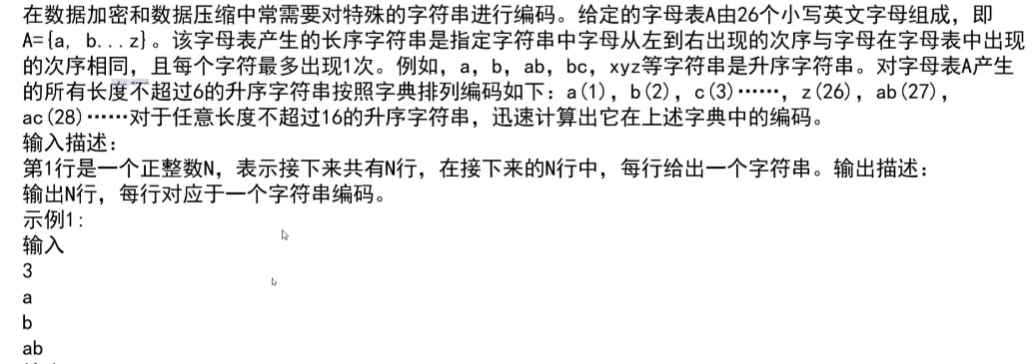 在数据加密和数据压缩中常需要对特殊的字符串进行编码。给定的字母表A由26个小写英文字母组成，即
A={a, b...z}。该字母表产生的长序字符串是指定字符串中字母从左到右出现的次序与字母在字母表中出现
的次序相同，且每个字符最多出现1次。例如，a，b，ab，bc，xyz等字符串是升序字符串。对字母表A产生
的所有长度不超过6的升序字符串按照字典排列编码如下：a(1)，b(2)，c(3)……，z(26)，ab(27)，
ac(28)……对于任意长度不超过16的升序字符串，迅速计算出它在上述字典中的编码。
输入描述：
第1行是一个正整数N，表示接下来共有N行，在接下来的N行中，每行给出一个字符串。输出描述：
输出N行，每行对应于一个字符串编码。
示例1:
输入
3
a
b
ab